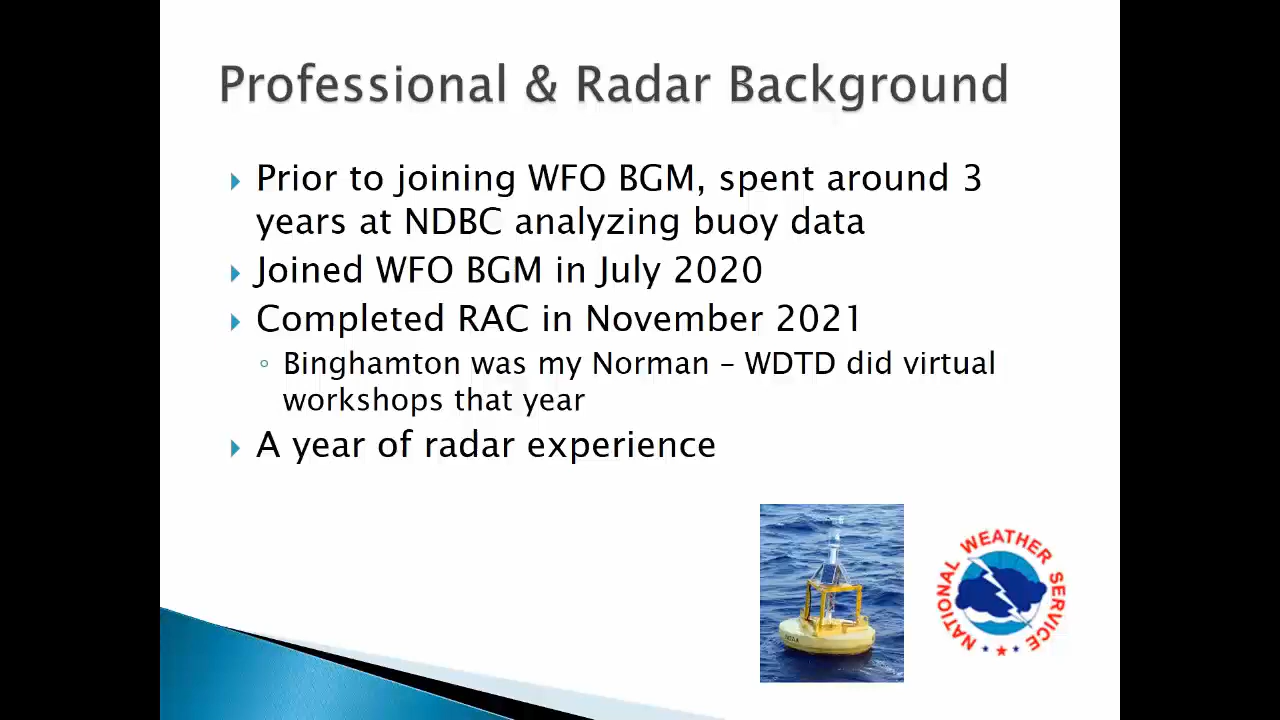 Professional & Radar Background
Prior to joining WFO BGM, spent around 3
years at NDBC analyzing buoy data
Joined WFO BGM in July 2020
Completed RAC in November 2021
Binghamton was my Norman – WDTD did virtual
workshops that year
A year of radar experience
NATIONAL WEATHER SERVICE